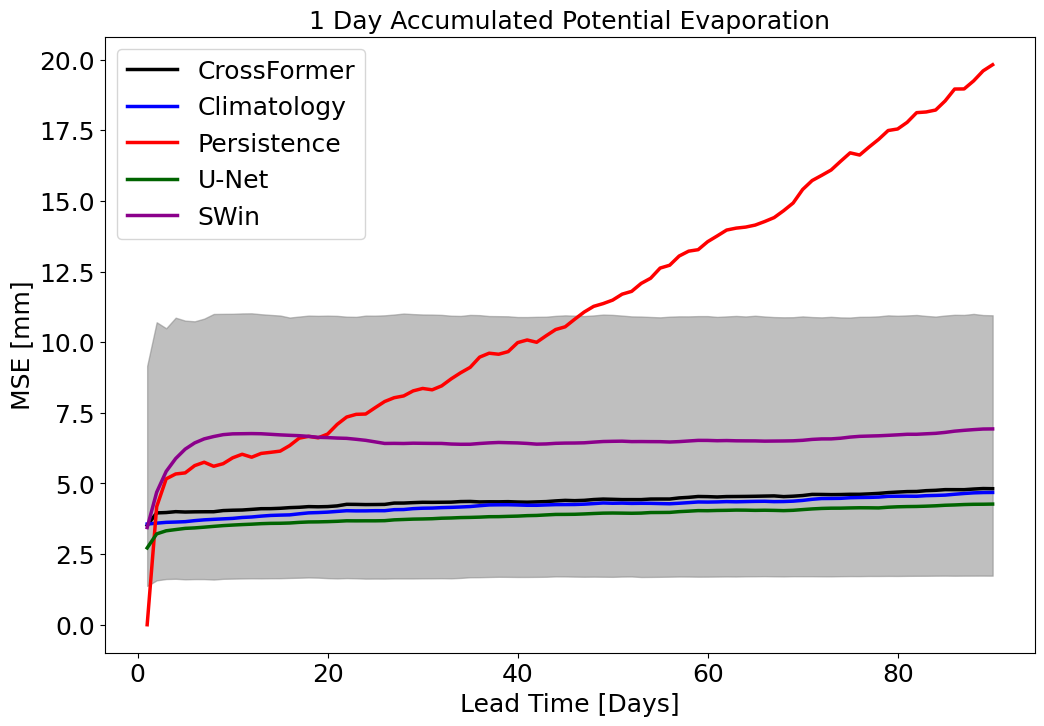 1 Day Accumulated Potential Evaporation
CrossFormer
Climatology
Persistence
U-Net
SWin
MSE [mm]
20.0
17.5
15.0
12.5
10.0
7.5
5.0
2.5
0.0
0 20 40 60 80
Lead Time [Days]